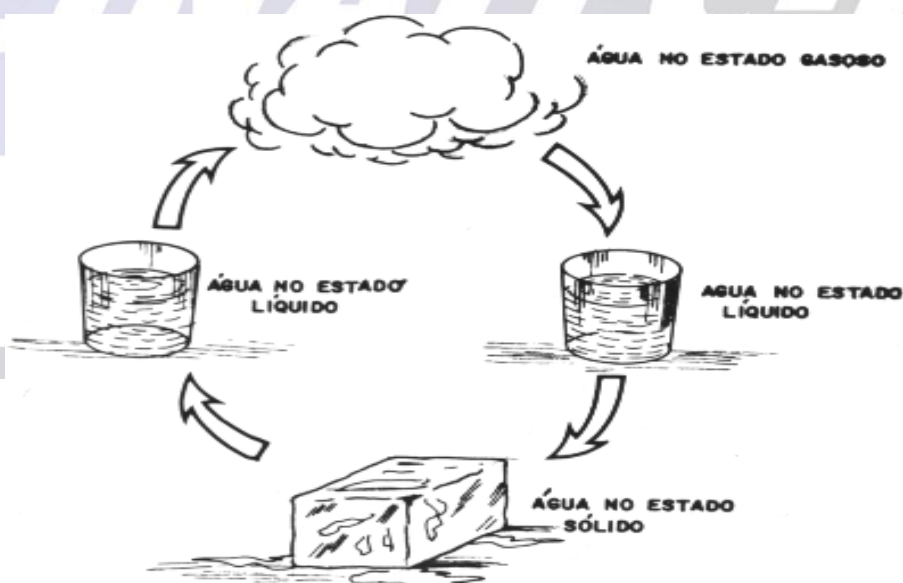 ÁGUA NO ESTADO GASOSO
ÁGUA NO ESTADO
LÍQUIDO
ÁGUA NO ESTADO
LÍQUIDO
ÁGUA NO ESTADO
SÓLIDO